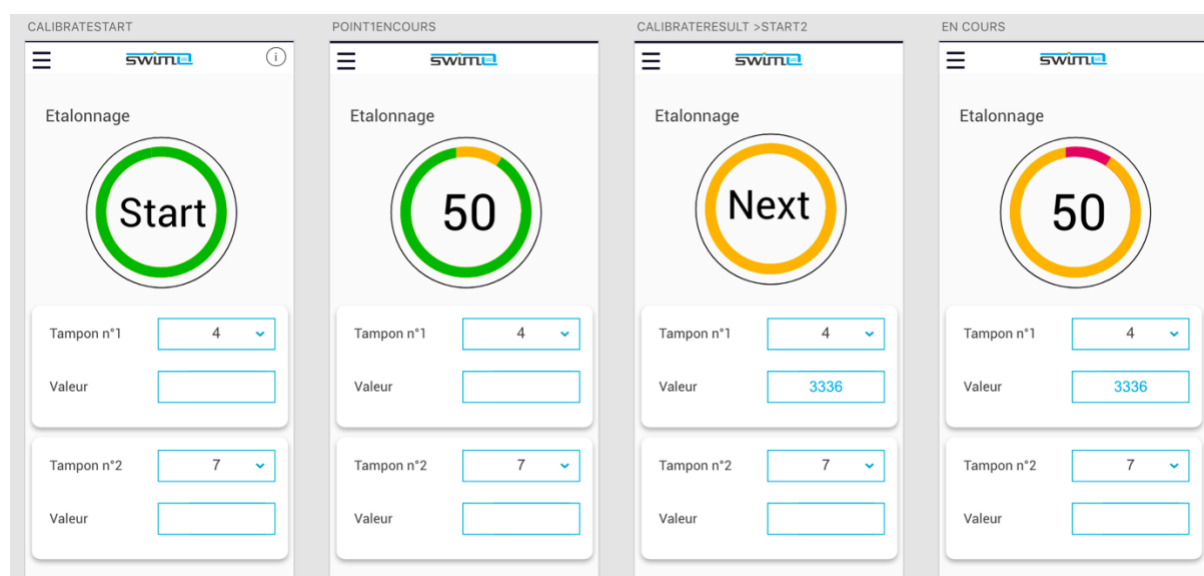 CALIBRATESTART
swim
Etalonnage
Start
Tampon n°1 4
Valeur
Tampon n°2 7
Valeur
POINT1ENCOURS
swim
Etalonnage
50
Tampon n°1 4
Valeur
Tampon n°2 7
Valeur
CALIBRATERESULT >START2
swim
Etalonnage
Next
Tampon n°1 4
Valeur 3336
Tampon n°2 7
Valeur
EN COURS
swim
Etalonnage
50
Tampon n°1 4
Valeur 3336
Tampon n°2 7
Valeur